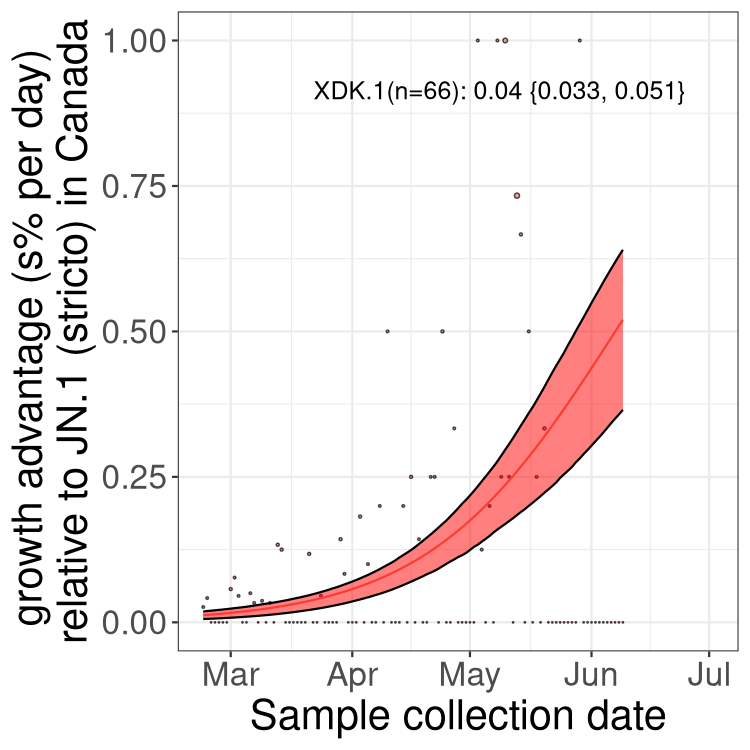 growth advantage (s% per day)
relative to JN.1 (stricto) in Canada
1.00
0.75
0.50
0.25
0.00
XDK.1(n=66): 0.04 {0.033, 0.051}
Mar Apr May Jun Jul
Sample collection date